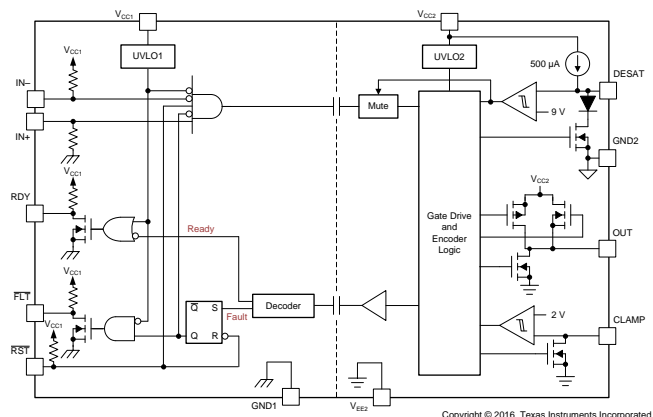 VCC1
VCC2
VCC1
UVLO1
UVLO2
500 µA
DESAT
IN–
Mute
9 V
IN+
GND2
VCC1
RDY
VCC2
Ready
Gate Drive
and
Encoder
Logic
OUT
VCC1
FLT
Q S
Decoder
Fault
2 V
CLAMP
VCC1
Q R
RST
GND1
VEE2
Copyright © 2016, Texas Instruments Incorporated